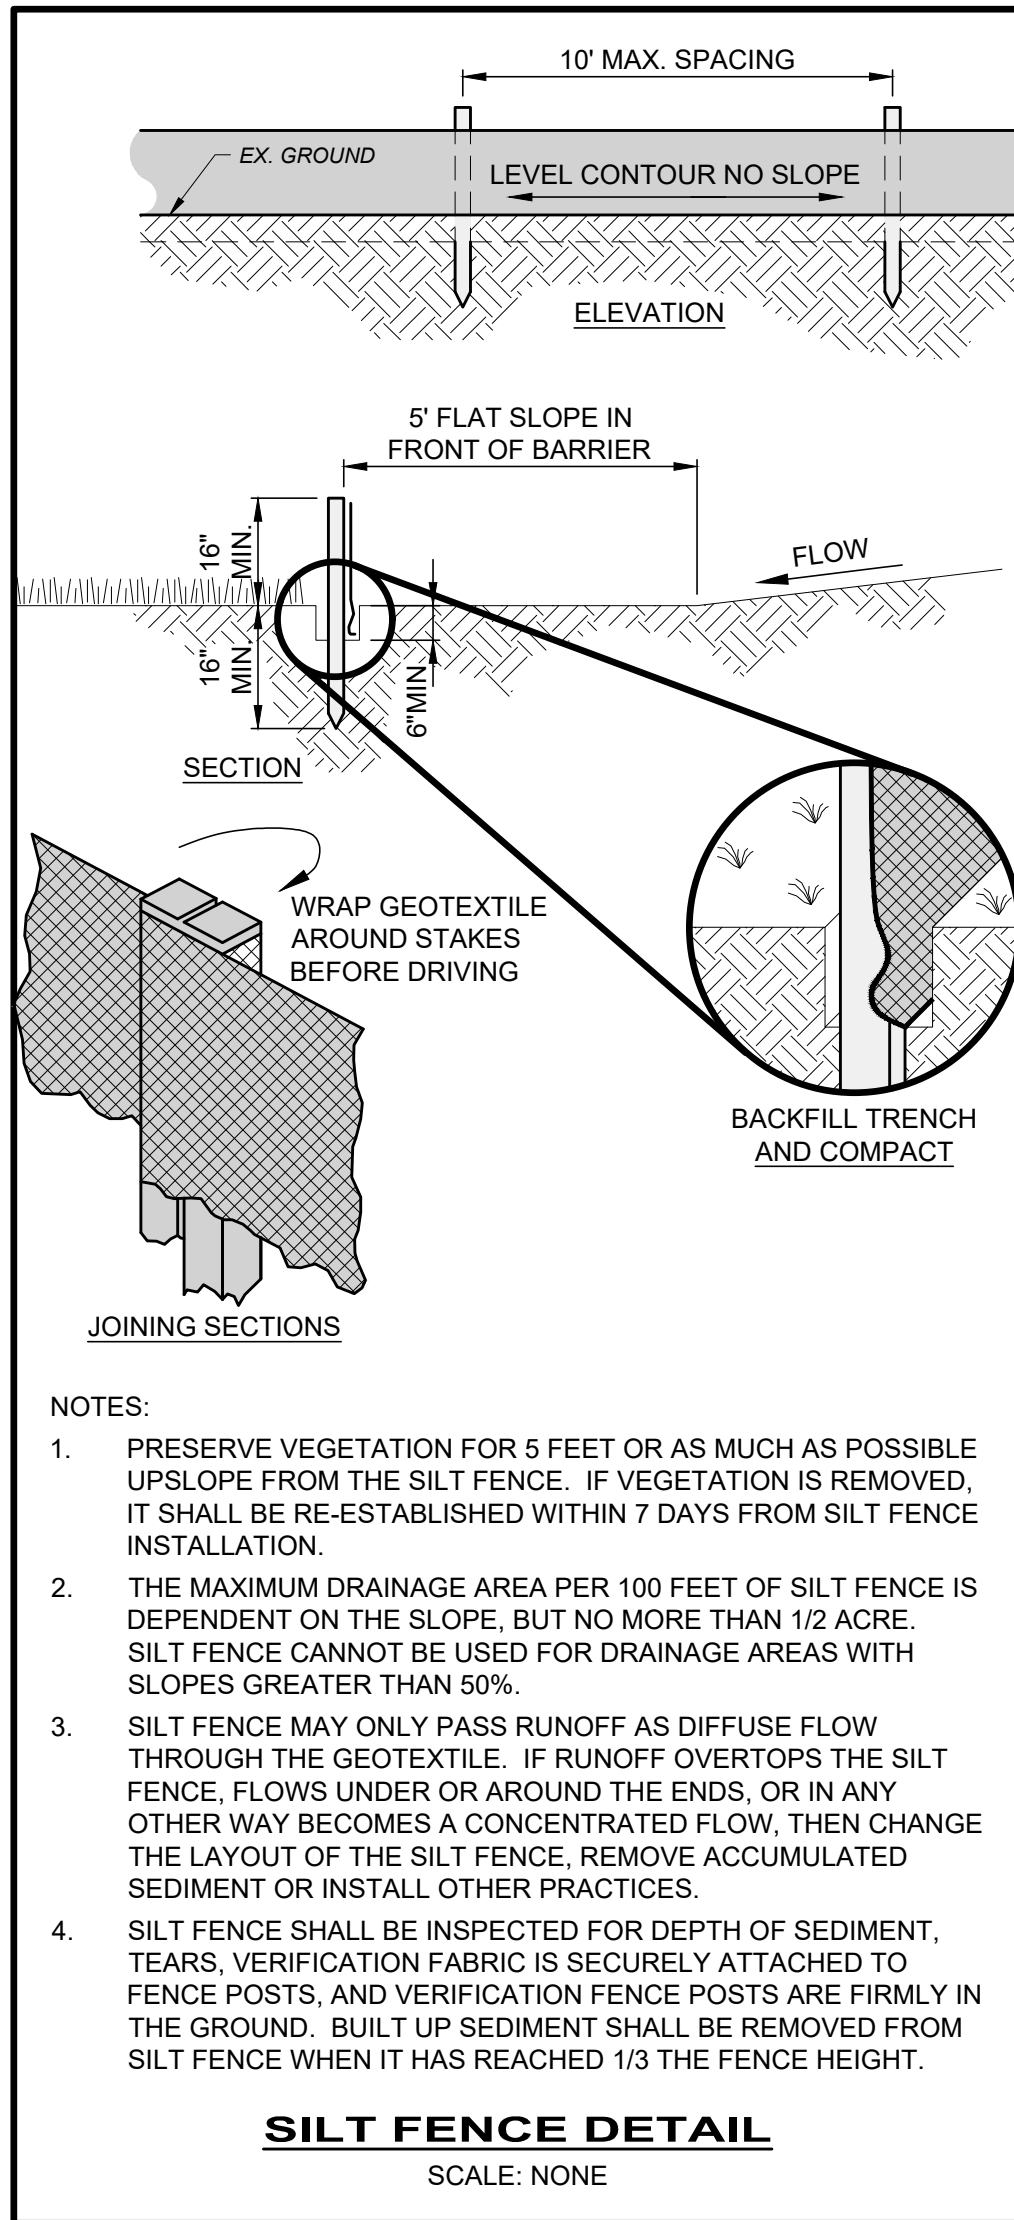 10' MAX. SPACING
EX. GROUND
LEVEL CONTOUR NO SLOPE
ELEVATION
5' FLAT SLOPE IN
FRONT OF BARRIER
16"
MIN.
FLOW
16"
MIN.
6"MIN
SECTION
WRAP GEOTEXTILE
AROUND STAKES
BEFORE DRIVING
BACKFILL TRENCH
AND COMPACT
JOINING SECTIONS
NOTES:
1. PRESERVE VEGETATION FOR 5 FEET OR AS MUCH AS POSSIBLE
UPSLOPE FROM THE SILT FENCE. IF VEGETATION IS REMOVED,
IT SHALL BE RE-ESTABLISHED WITHIN 7 DAYS FROM SILT FENCE
INSTALLATION.
2. THE MAXIMUM DRAINAGE AREA PER 100 FEET OF SILT FENCE IS
DEPENDENT ON THE SLOPE, BUT NO MORE THAN 1/2 ACRE.
SILT FENCE CANNOT BE USED FOR DRAINAGE AREAS WITH
SLOPES GREATER THAN 50%.
3. SILT FENCE MAY ONLY PASS RUNOFF AS DIFFUSE FLOW
THROUGH THE GEOTEXTILE. IF RUNOFF OVERTOPS THE SILT
FENCE, FLOWS UNDER OR AROUND THE ENDS, OR IN ANY
OTHER WAY BECOMES A CONCENTRATED FLOW, THEN CHANGE
THE LAYOUT OF THE SILT FENCE, REMOVE ACCUMULATED
SEDIMENT OR INSTALL OTHER PRACTICES.
4. SILT FENCE SHALL BE INSPECTED FOR DEPTH OF SEDIMENT,
TEARS, VERIFICATION FABRIC IS SECURELY ATTACHED TO
FENCE POSTS, AND VERIFICATION FENCE POSTS ARE FIRMLY IN
THE GROUND. BUILT UP SEDIMENT SHALL BE REMOVED FROM
SILT FENCE WHEN IT HAS REACHED 1/3 THE FENCE HEIGHT.
SILT FENCE DETAIL
SCALE: NONE